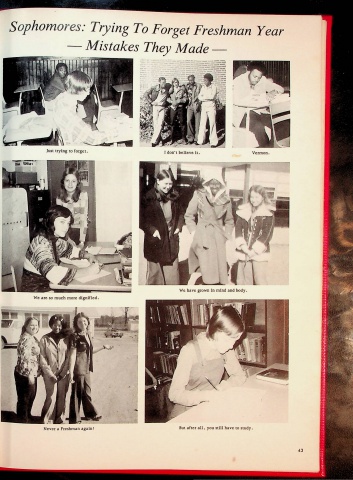 Sophomores: Trying To Forget Freshman Year
— Mistakes They Made —
Just trying to forget.
I don't believe it.
Vernon.
We are so much more dignified.
We have grown in mind and body.
Never a Freshman again!
But after all, you still have to study.
43